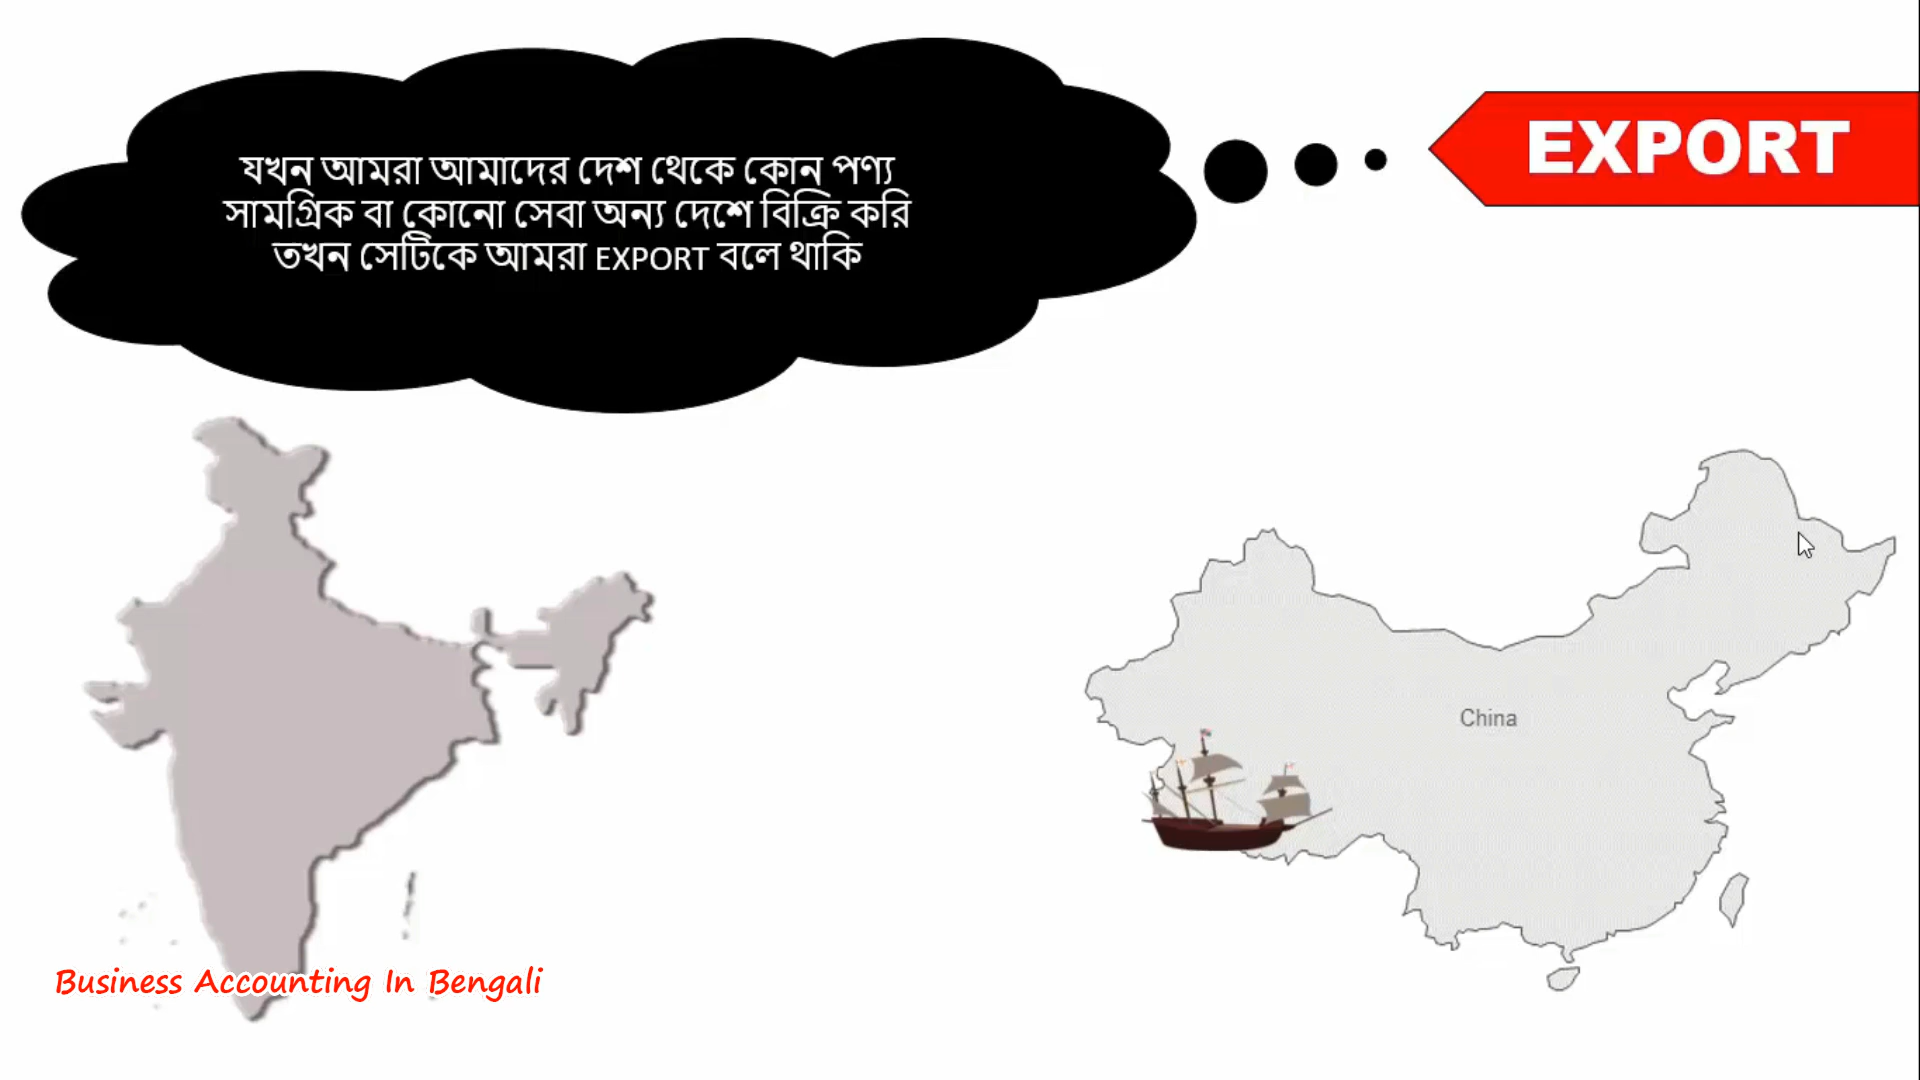 EXPORT
যখন আমরা আমাদের দেশ থেকে কোন পণ্য
সামগ্রিক বা কোনো সেবা অন্য দেশে বিক্রি করি
তখন সেটিকে আমরা EXPORT বলে থাকি
China
Business Accounting In Bengali